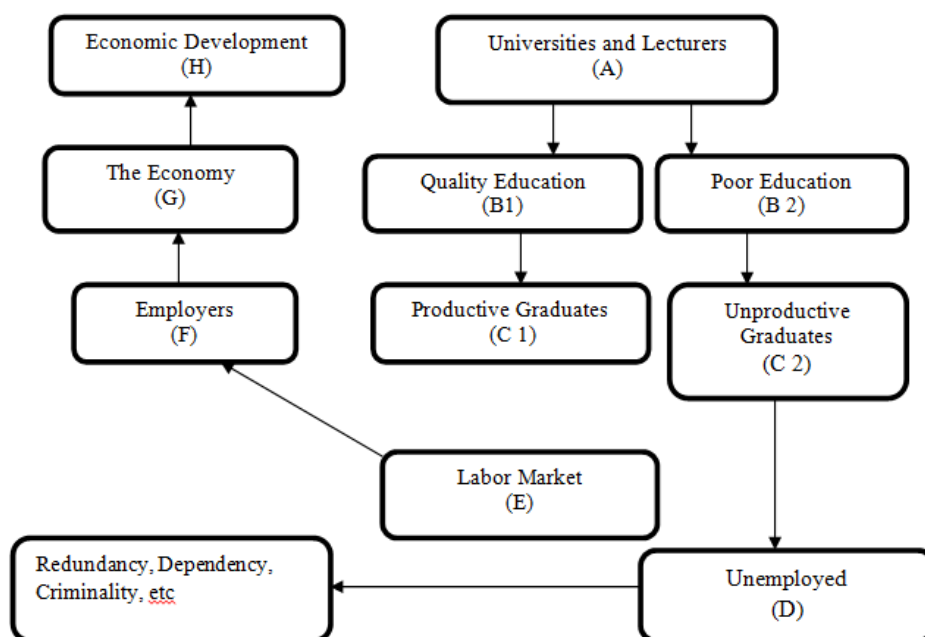 Economic Development
(H)
Universities and Lecturers
(A)
The Economy
(G)
Quality Education
(B1)
Poor Education
(B 2)
Employers
(F)
Productive Graduates
(C 1)
Unproductive
Graduates
(C 2)
Labor Market
(E)
Redundancy, Dependency,
Criminality, etc
Unemployed
(D)